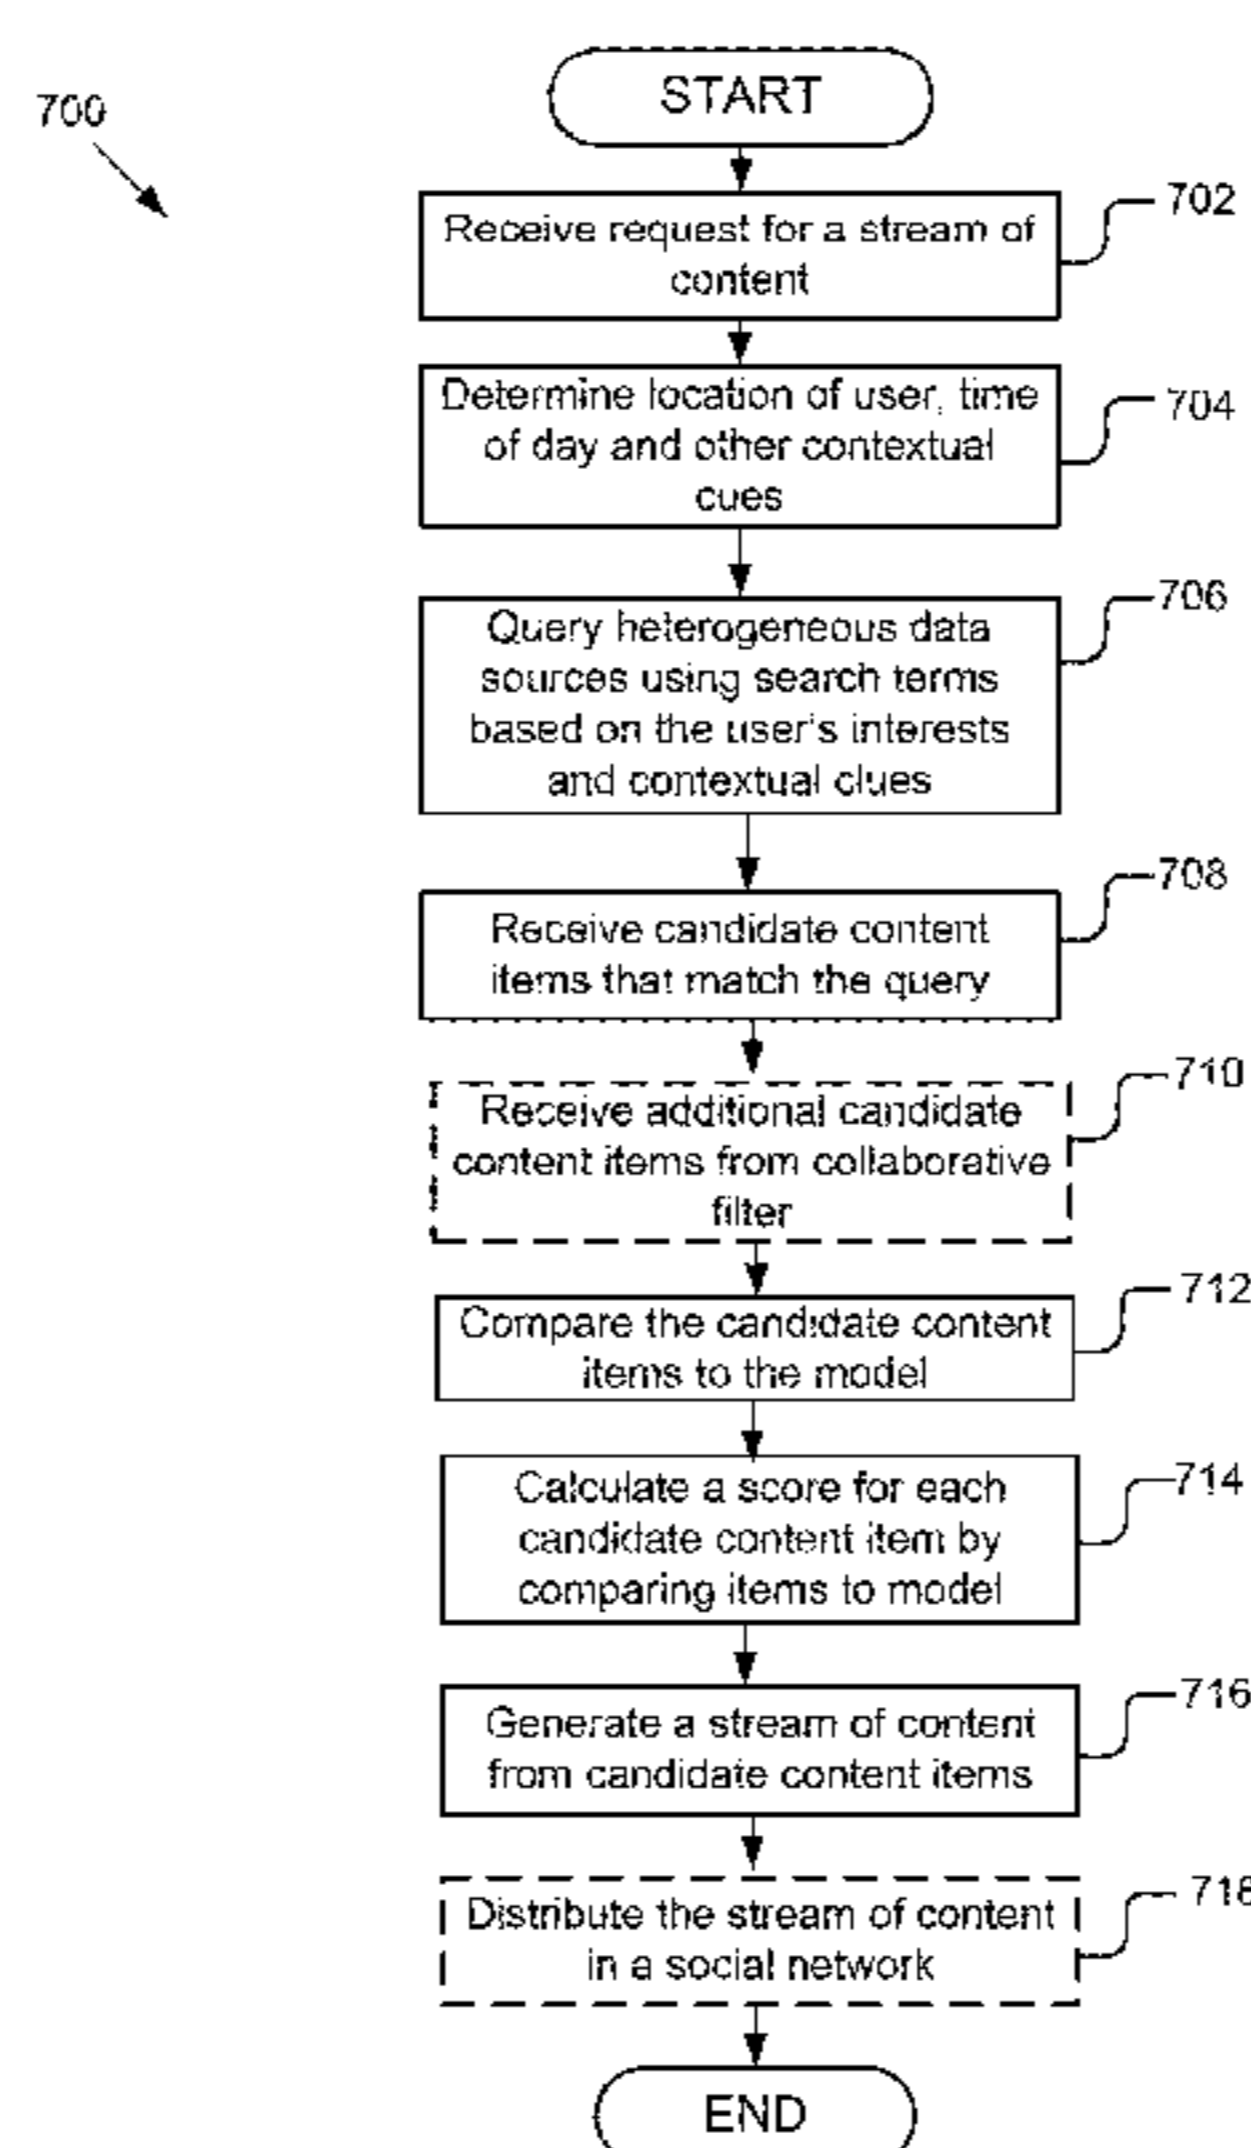 700
START
Receive request for a stream of
content
702
Determine location of user, time
of day and other contextual
cues
704
Query heterogeneous data
sources using search terms
based on the user's interests
and contextual clues
706
Receive candidate content
items that match the query
708
Receive additional candidate
content items from collaborative
filter
710
Compare the candidate content
items to the model
712
Calculate a score for each
candidate content item by
comparing items to model
714
Generate a stream of content
from candidate content items
716
Distribute the stream of content
in a social network
718
END